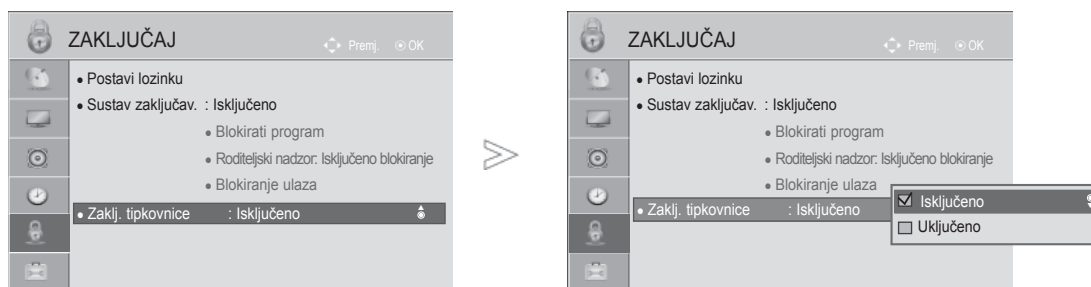 ZAKLJUČAJ
Premj. OK
• Postavi lozinku
• Sustav zaključav. : Isključeno
• Blokirati program
• Roditeljski nadzor: Isključeno blokiranje
• Blokiranje ulaza
• Zaklj. tipkovnice : Isključeno
ZAKLJUČAJ
Premj. OK
• Postavi lozinku
• Sustav zaključav. : Isključeno
• Blokirati program
• Roditeljski nadzor: Isključeno blokiranje
• Blokiranje ulaza
• Zaklj. tipkovnice : Isključeno
Isključeno
Uključeno